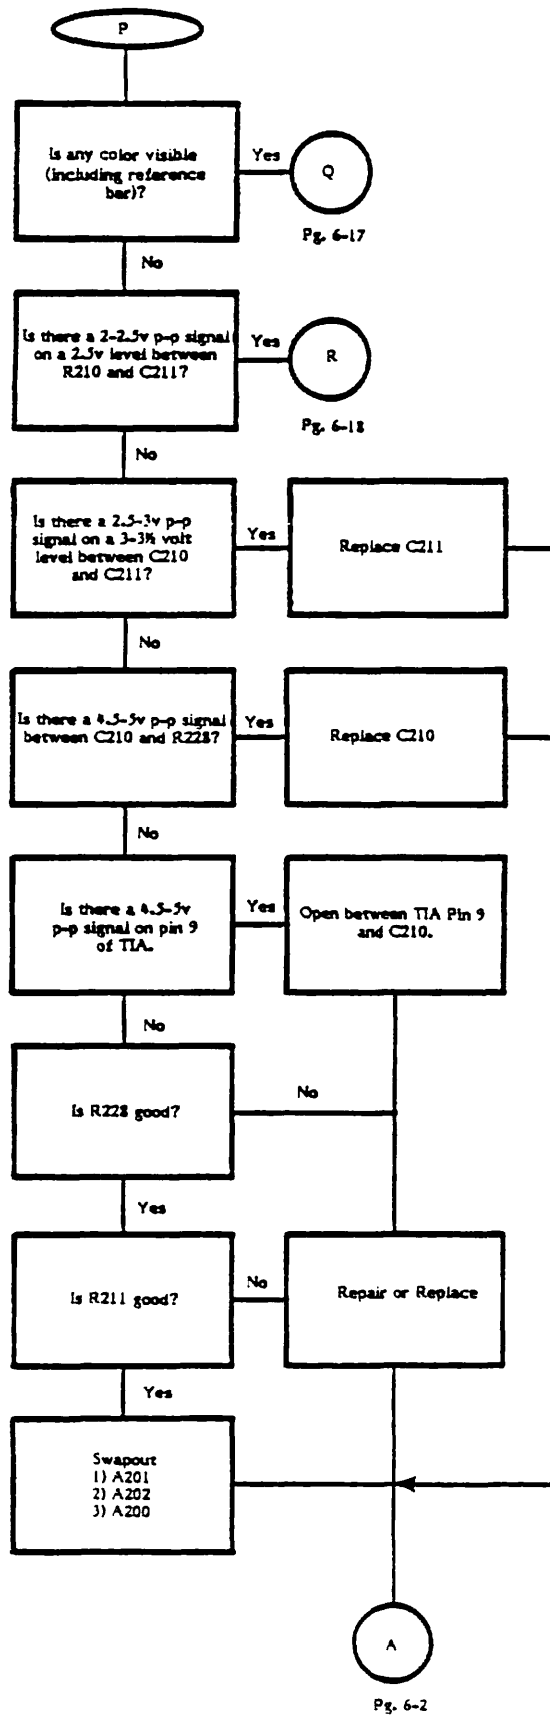 P
Is any color visible
(including reference
bar)?
Yes
Q
Pg. 6-17
No
Is there a 2-2.5v p-p signal
on a 2.5v level between
R210 and C211?
Yes
R
Pg. 6-18
No
Is there a 2.5-3v p-p
signal on a 3-3½ volt
level between C210
and C211?
Yes
Replace C211
No
Is there a 4.5-5v p-p signal
between C210 and R228?
Yes
Replace C210
No
Is there a 4.5-5v
p-p signal on pin 9
of TIA.
Yes
Open between TIA Pin 9
and C210.
No
Is R228 good?
No
Yes
Is R211 good?
No
Repair or Replace
Yes
Swapout
1) A201
2) A202
3) A200
A
Pg. 6-2